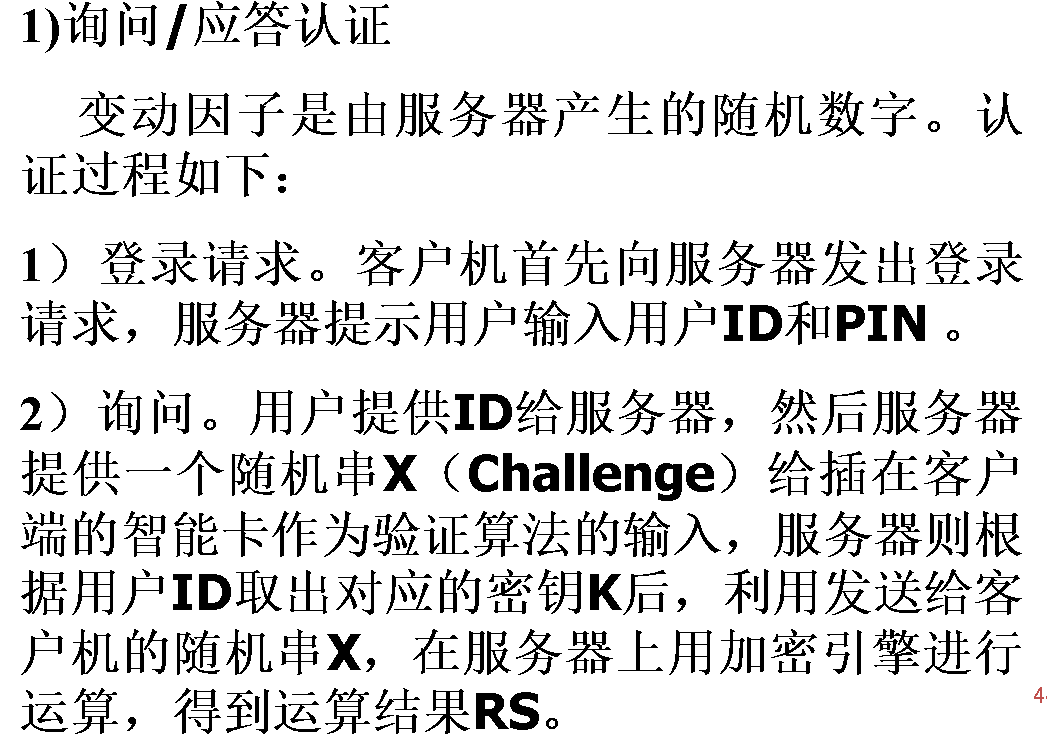 1)询问/应答认证
变动因子是由服务器产生的随机数字。认
证过程如下：
1）登录请求。客户机首先向服务器发出登录
请求，服务器提示用户输入用户ID和PIN 。
2）询问。用户提供ID给服务器，然后服务器
提供一个随机串X（Challenge）给插在客户
端的智能卡作为验证算法的输入，服务器则根
据用户ID取出对应的密钥K后，利用发送给客
户机的随机串X，在服务器上用加密引擎进行
运算，得到运算结果RS。